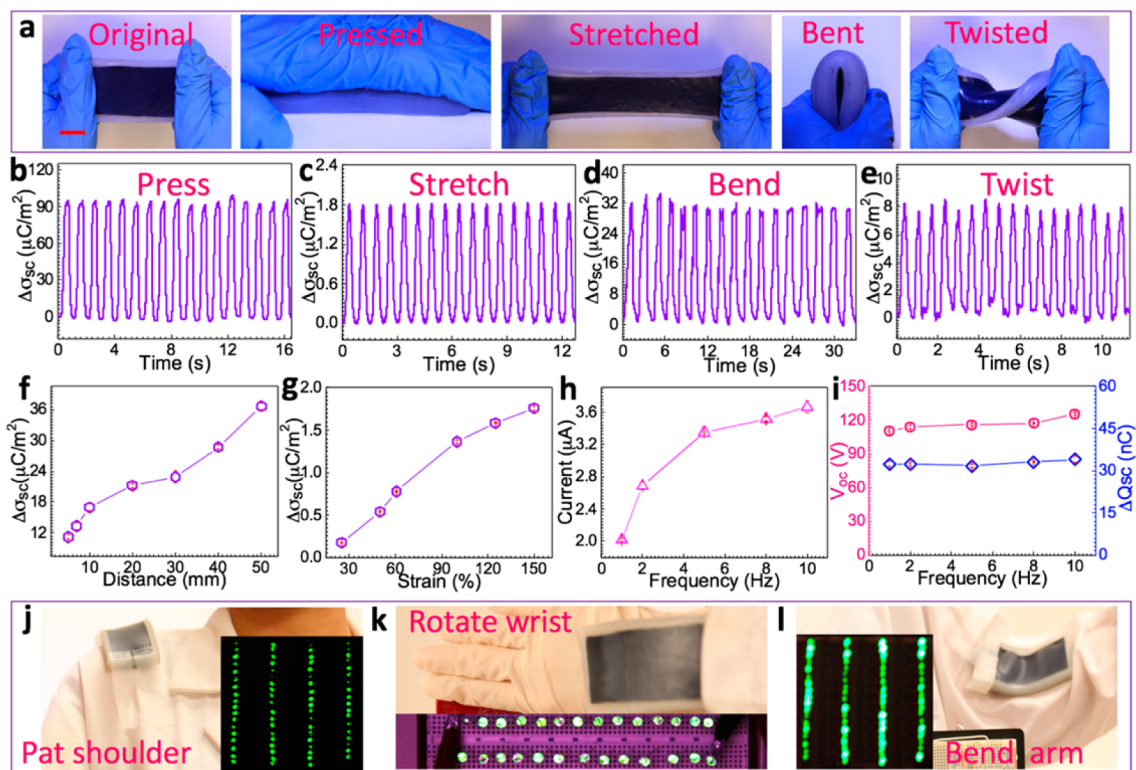 a
Original
Pressed
Stretched
Bent
Twisted
b
Press
Δσsc (μC/m²)
120
90
60
30
0
0 4 8 12 16
Time (s)
c
Stretch
Δσsc (μC/m²)
2.4
1.8
1.2
0.6
0.0
0 3 6 9 12
Time (s)
d
Bend
Δσsc (μC/m²)
40
32
24
16
8
0
0 6 12 18 24 30
Time (s)
e
Twist
Δσsc (μC/m²)
10
8
6
4
2
0
0 2 4 6 8 10
Time (s)
f
Δσsc(μC/m²)
36
30
24
18
12
10 20 30 40 50
Distance (mm)
g
Δσsc(μC/m²)
2.0
1.5
1.0
0.5
0.0
30 60 90 120 150
Strain (%)
h
Current (μA)
3.6
3.2
2.8
2.4
2.0
0 2 4 6 8 10
Frequency (Hz)
i
Voc (V)
150
120
90
60
30
0
ΔQsc (nC)
60
45
30
15
0
2 4 6 8 10
Frequency (Hz)
j
Pat shoulder
k
Rotate wrist
l
Bend arm